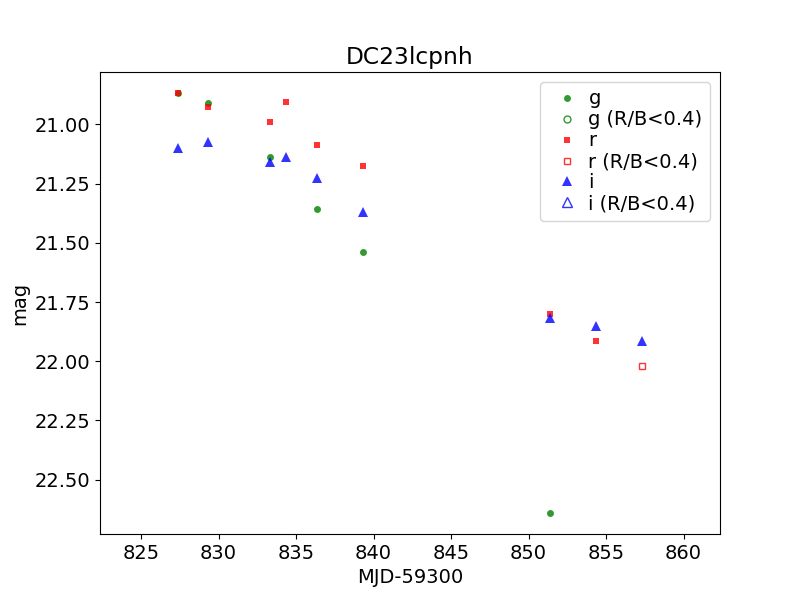 DC23lcpnh
g
g (R/B<0.4)
r
r (R/B<0.4)
i
i (R/B<0.4)
mag
21.00
21.25
21.50
21.75
22.00
22.25
22.50
825 830 835 840 845 850 855 860
MJD-59300